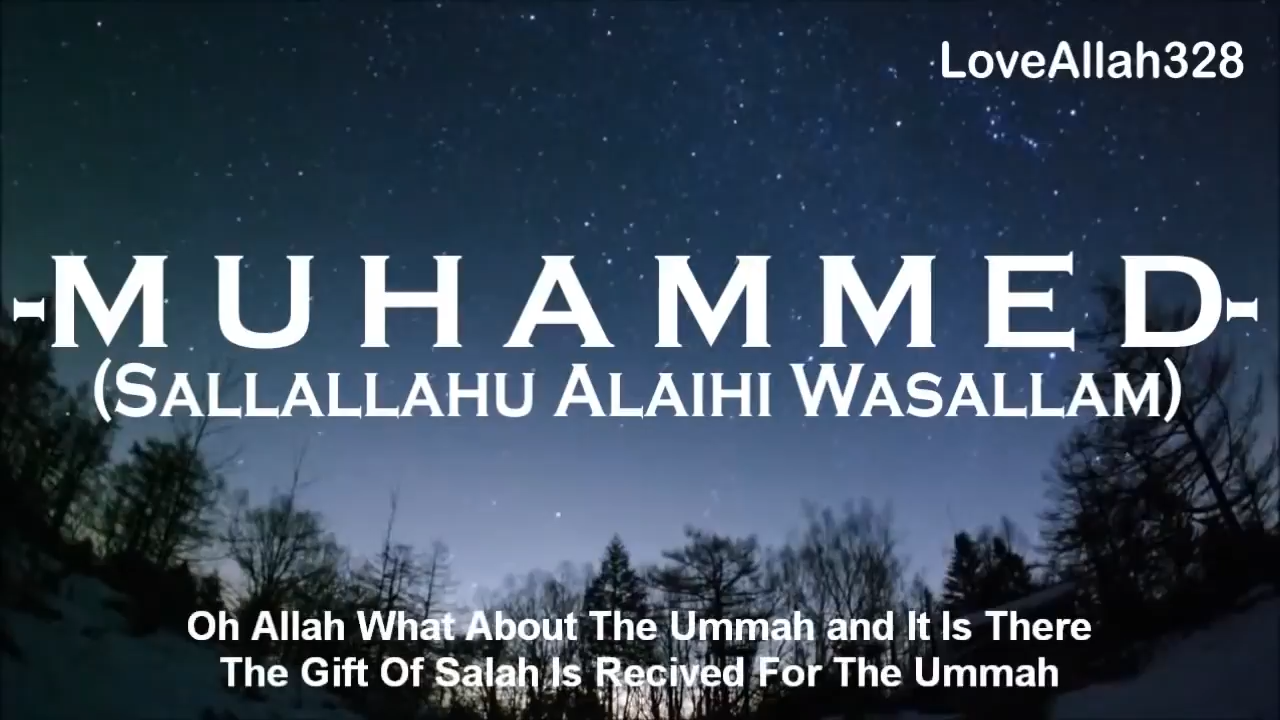 LoveAllah328
-MUHAMMED-
(SALLALLAHU ALAIHI WASALLAM)
Oh Allah What About The Ummah and It Is There
The Gift Of Salah Is Recived For The Ummah